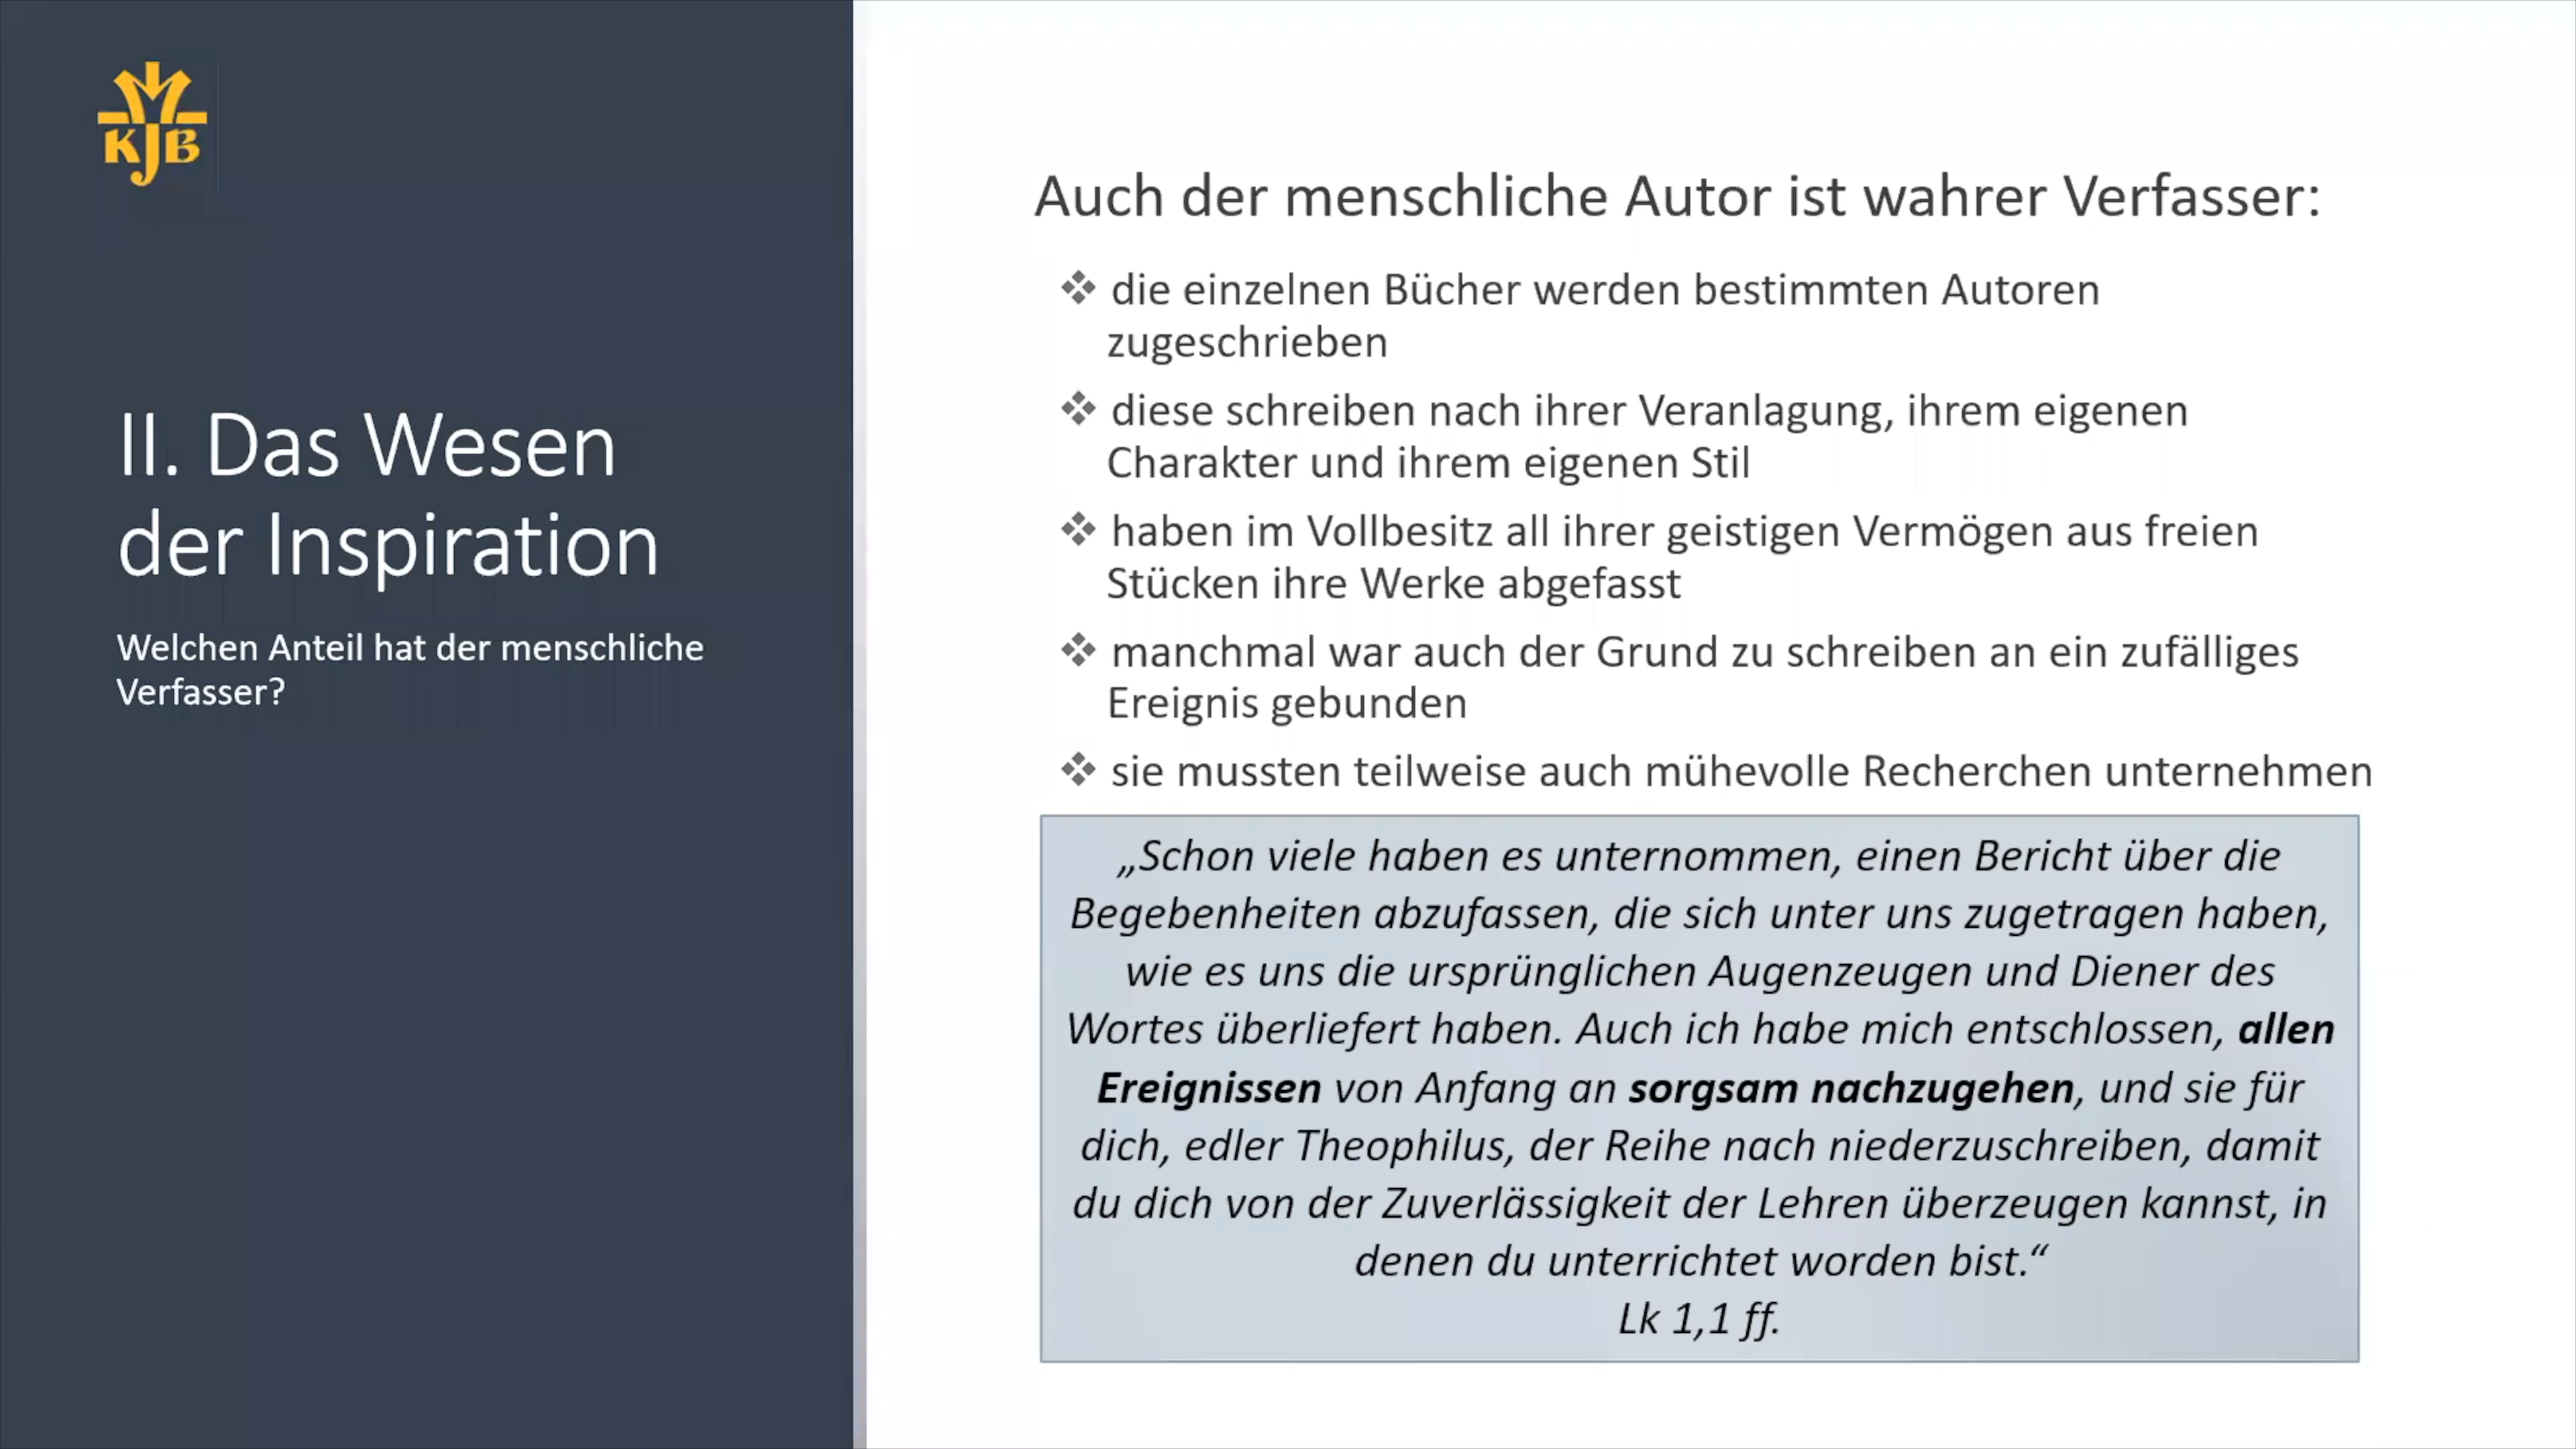 KJB
II. Das Wesen
der Inspiration
Welchen Anteil hat der menschliche
Verfasser?
Auch der menschliche Autor ist wahrer Verfasser:
❖ die einzelnen Bücher werden bestimmten Autoren
zugeschrieben
❖ diese schreiben nach ihrer Veranlagung, ihrem eigenen
Charakter und ihrem eigenen Stil
❖ haben im Vollbesitz all ihrer geistigen Vermögen aus freien
Stücken ihre Werke abgefasst
❖ manchmal war auch der Grund zu schreiben an ein zufälliges
Ereignis gebunden
❖ sie mussten teilweise auch mühevolle Recherchen unternehmen
„Schon viele haben es unternommen, einen Bericht über die
Begebenheiten abzufassen, die sich unter uns zugetragen haben,
wie es uns die ursprünglichen Augenzeugen und Diener des
Wortes überliefert haben. Auch ich habe mich entschlossen, allen
Ereignissen von Anfang an sorgsam nachzugehen, und sie für
dich, edler Theophilus, der Reihe nach niederzuschreiben, damit
du dich von der Zuverlässigkeit der Lehren überzeugen kannst, in
denen du unterrichtet worden bist.“
Lk 1,1 ff.